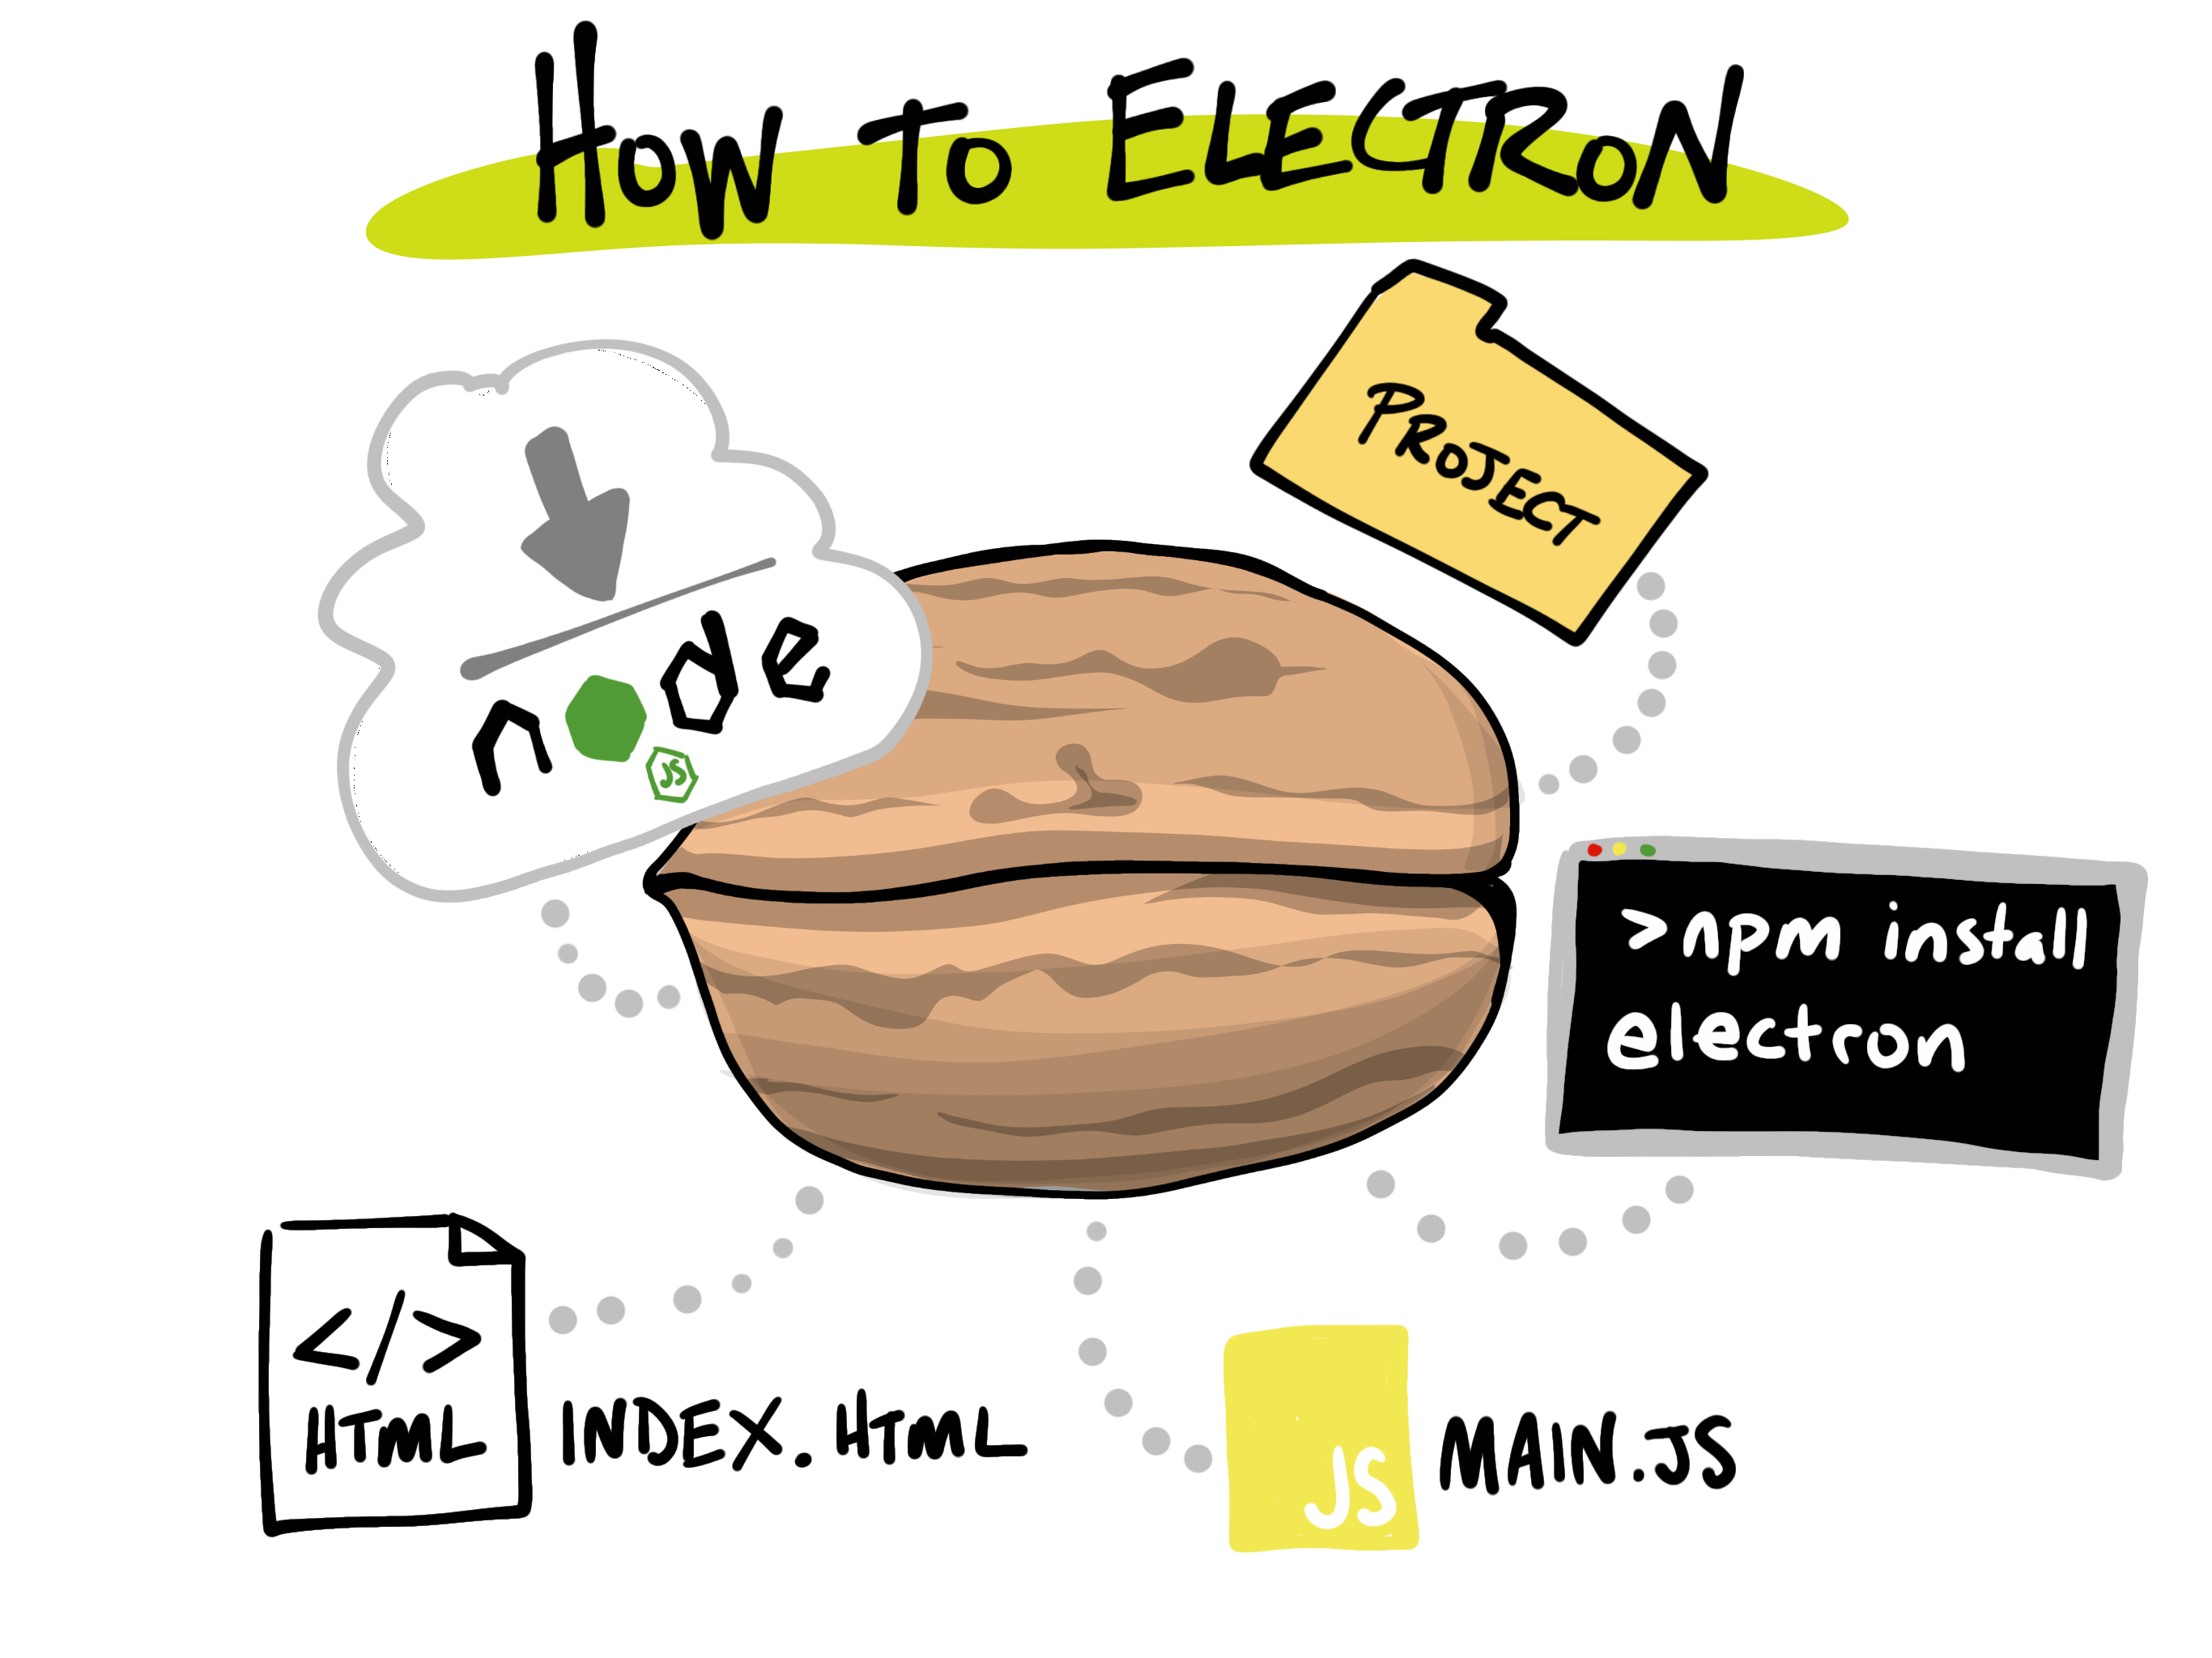 HOW TO ELECTRON
PROJECT
node
JS
>npm install
electron
</>
HTML
INDEX.HTML
JS
MAIN.JS